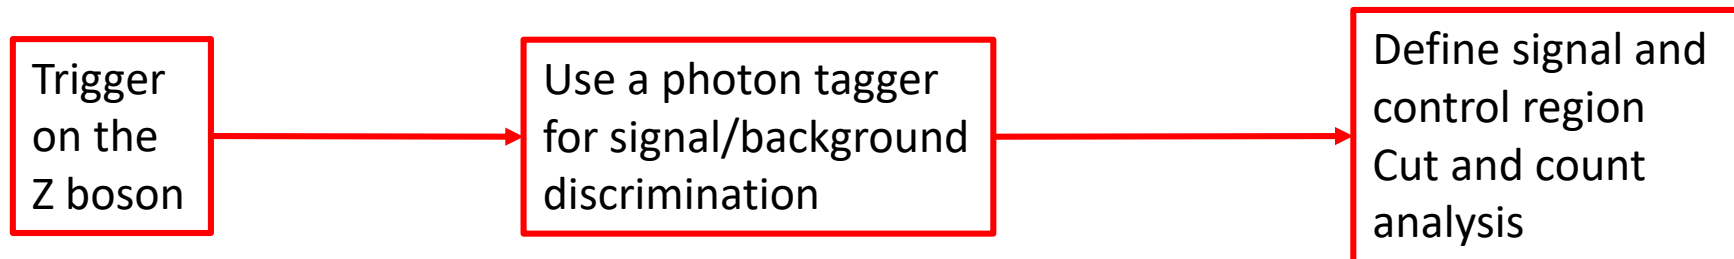 Trigger
on the
Z boson
Use a photon tagger
for signal/background
discrimination
Define signal and
control region
Cut and count
analysis